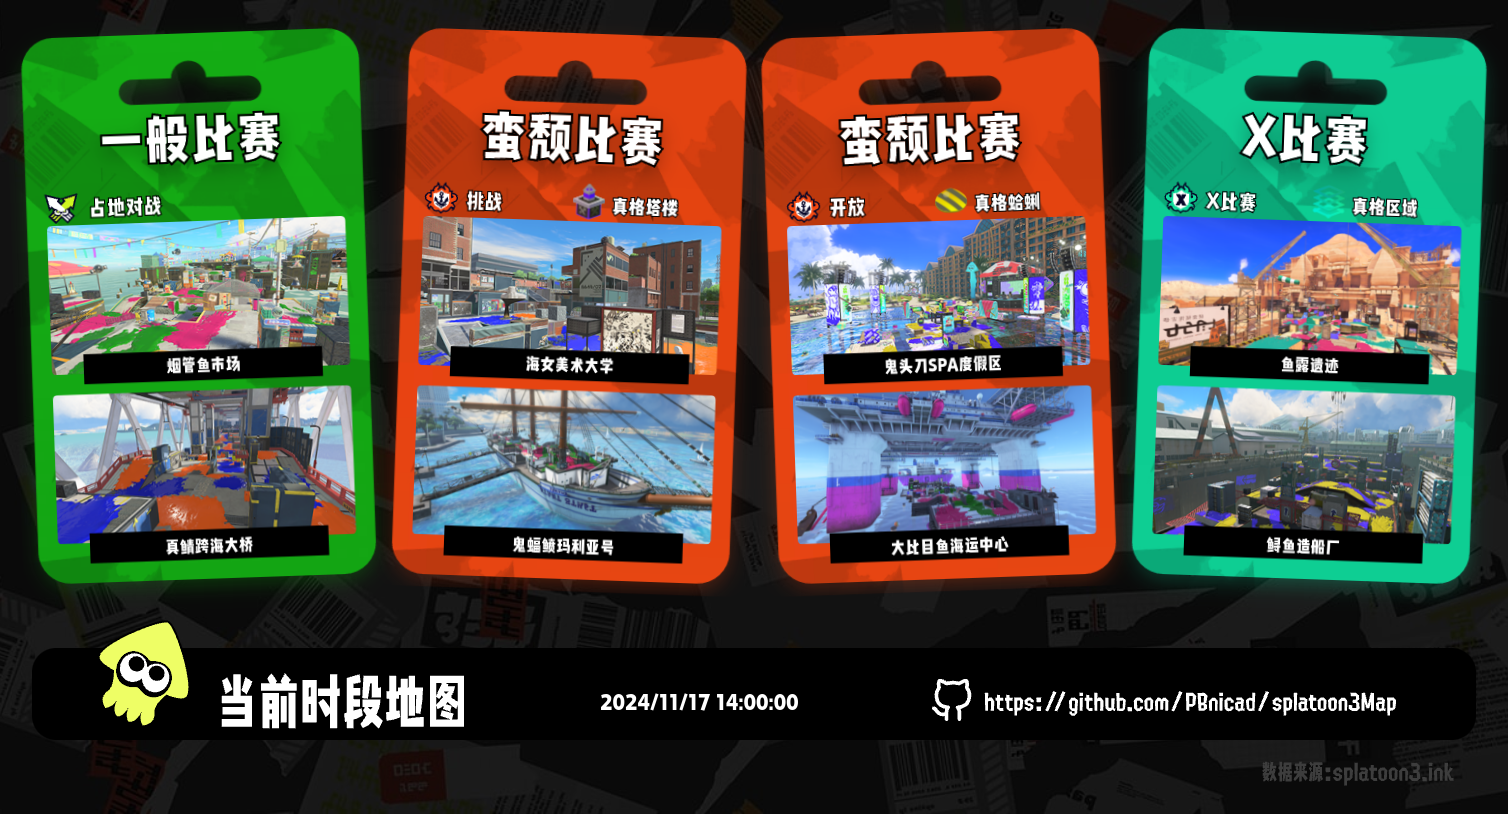 一般比赛
占地对战
烟管鱼市场
真鲭跨海大桥
蛮颓比赛
挑战
真格塔楼
海女美术大学
鬼蝠鲼玛利亚号
蛮颓比赛
开放
真格蛤蜊
鬼头刀SPA度假区
大比目鱼海运中心
X比赛
X比赛
真格区域
鱼露遗迹
鲟鱼造船厂
当前时段地图
2024/11/17 14:00:00
https://github.com/PBnicad/splatoon3Map
数据来源:splatoon3.ink